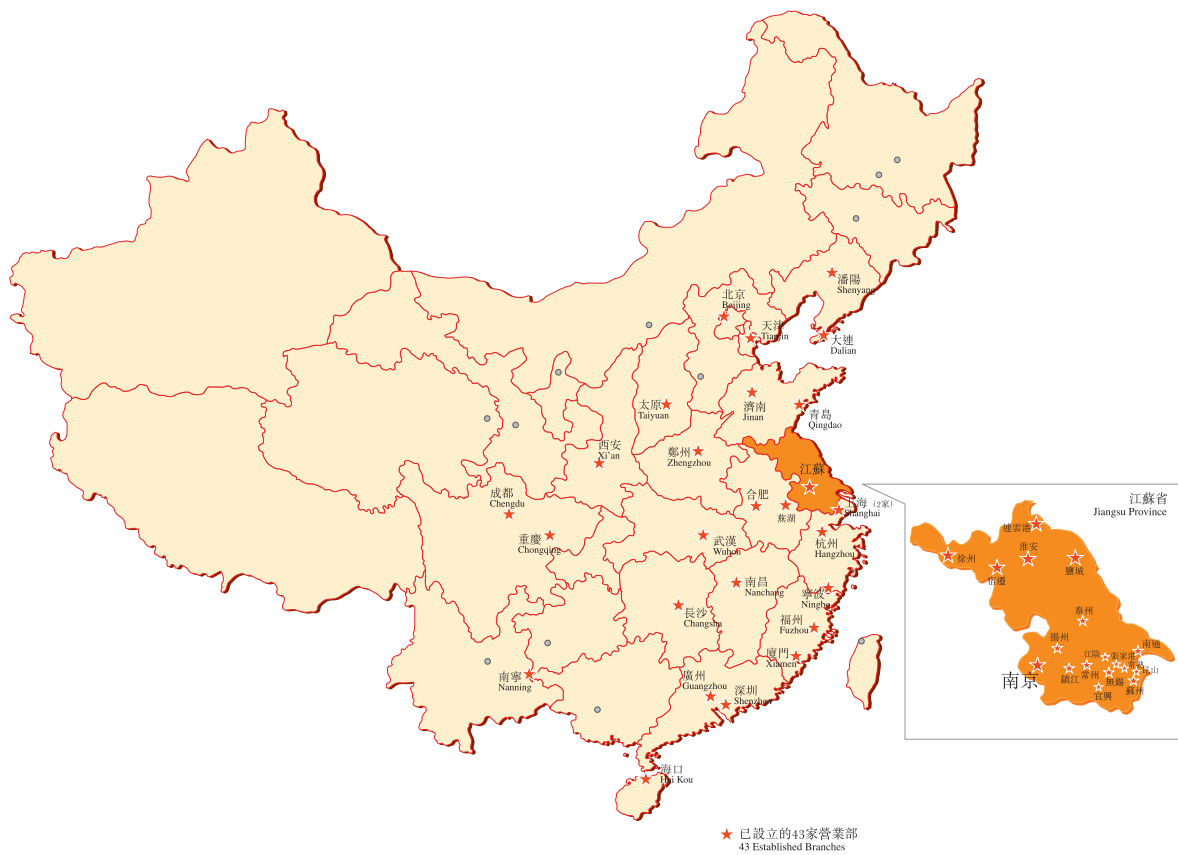 潘陽
Shenyang
北京
Beijing
天津
Tianjin
大連
Dalian
太原
Taiyuan
濟南
Jinan
青島
Qingdao
西安
Xi'an
鄭州
Zhengzhou
江蘇
成都
Chengdu
合肥
蕪湖
上海 (2家)
Shanghai
重慶
Chongqing
武漢
Wuhon
杭州
Hangzhou
南昌
Nanchang
寧波
Ningbo
長沙
Changsha
福州
Fuzhou
廈門
Xiamen
南寧
Nanning
廣州
Guangzhou
深圳
Shenzhen
海口
Hai Kou
江蘇省
Jiangsu Province
連雲港
徐州
淮安
宿遷
鹽城
泰州
揚州
南通
江陰
張家港
常熟
昆山
南京
鎮江
常州
無錫
蘇州
宜興
已設立的43家營業部
43 Established Branches